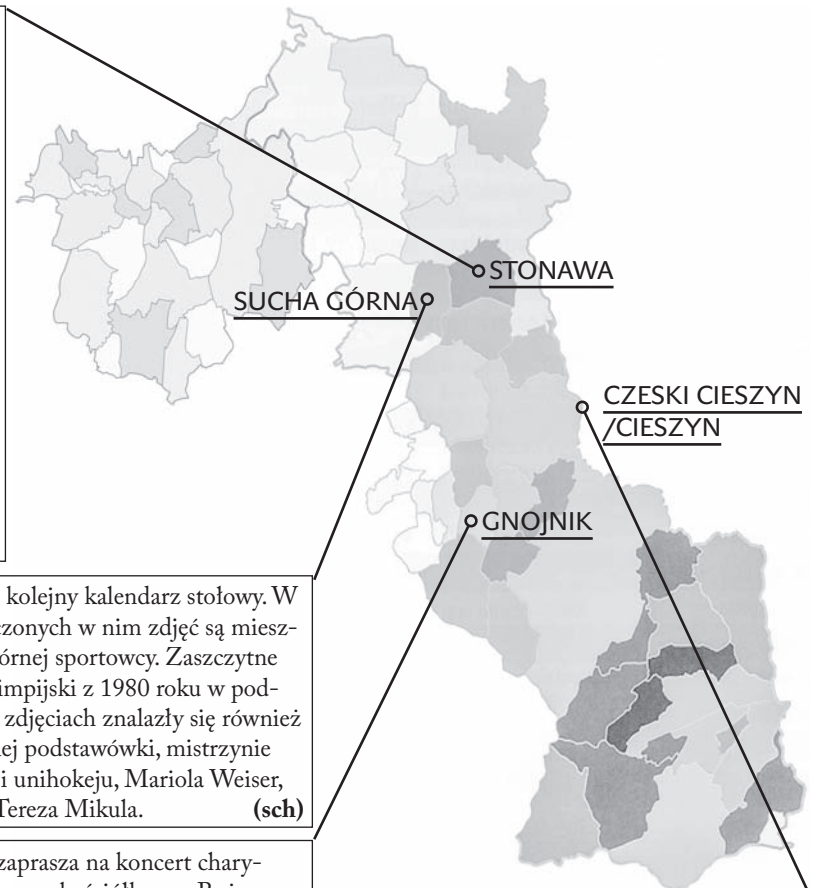 STONAWA
SUCHA GÓRNA
CZESKI CIESZYN
/CIESZYN
GNOJNIK
kolejny kalendarz stołowy. W
czonych w nim zdjęć są miesz-
órnej sportowcy. Zaszczytne
impijski z 1980 roku w pod-
zdjęciach znalazły się również
ej podstawówki, mistrzynie
i unihokeju, Mariola Weiser,
Tereza Mikula. (sch)
zaprasza na koncert chary-